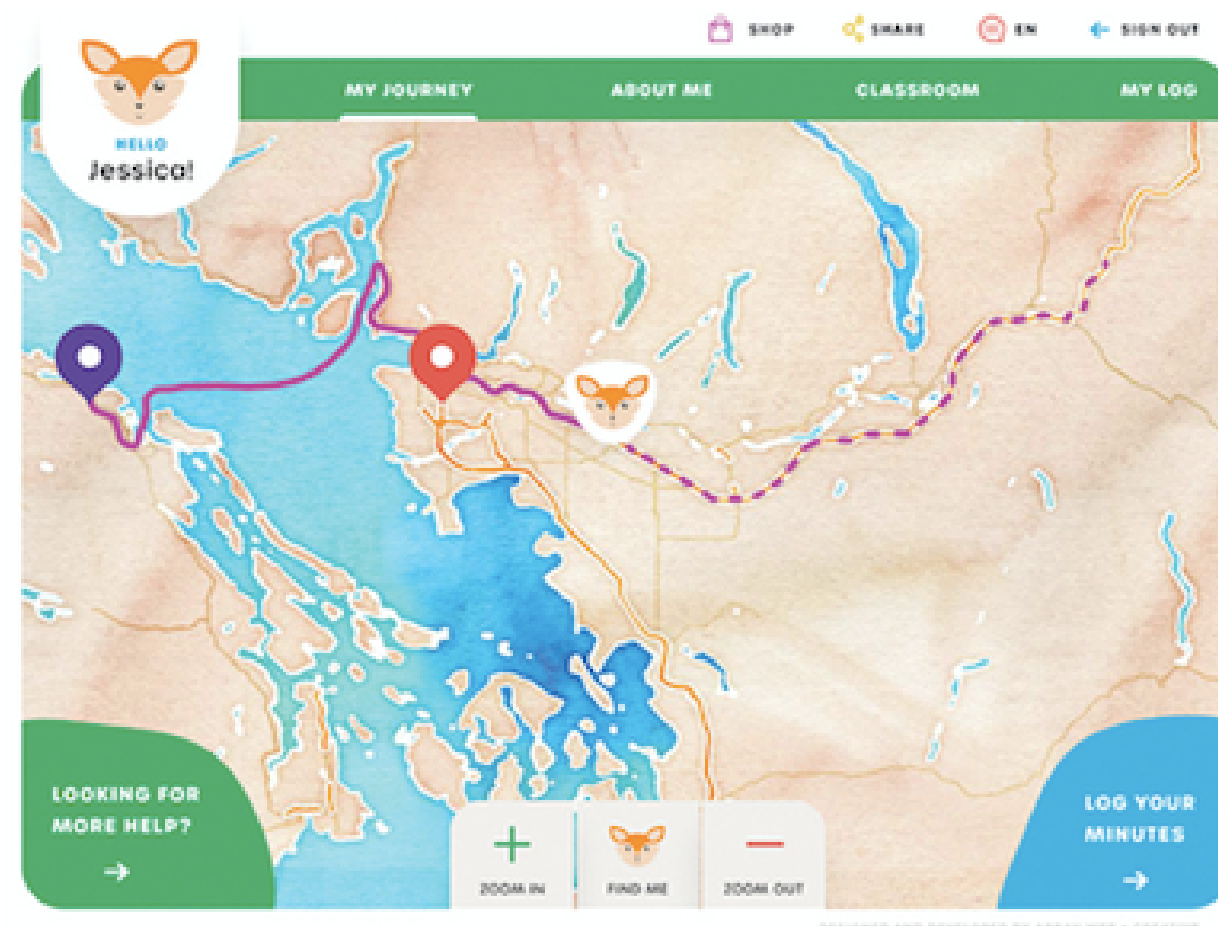 SHOP
SHARE
EN
SIGN OUT
MY JOURNEY
ABOUT ME
CLASSROOM
MY LOG
HELLO
Jessica!
LOOKING FOR
MORE HELP?
LOG YOUR
MINUTES
ZOOM IN
FIND ME
ZOOM OUT